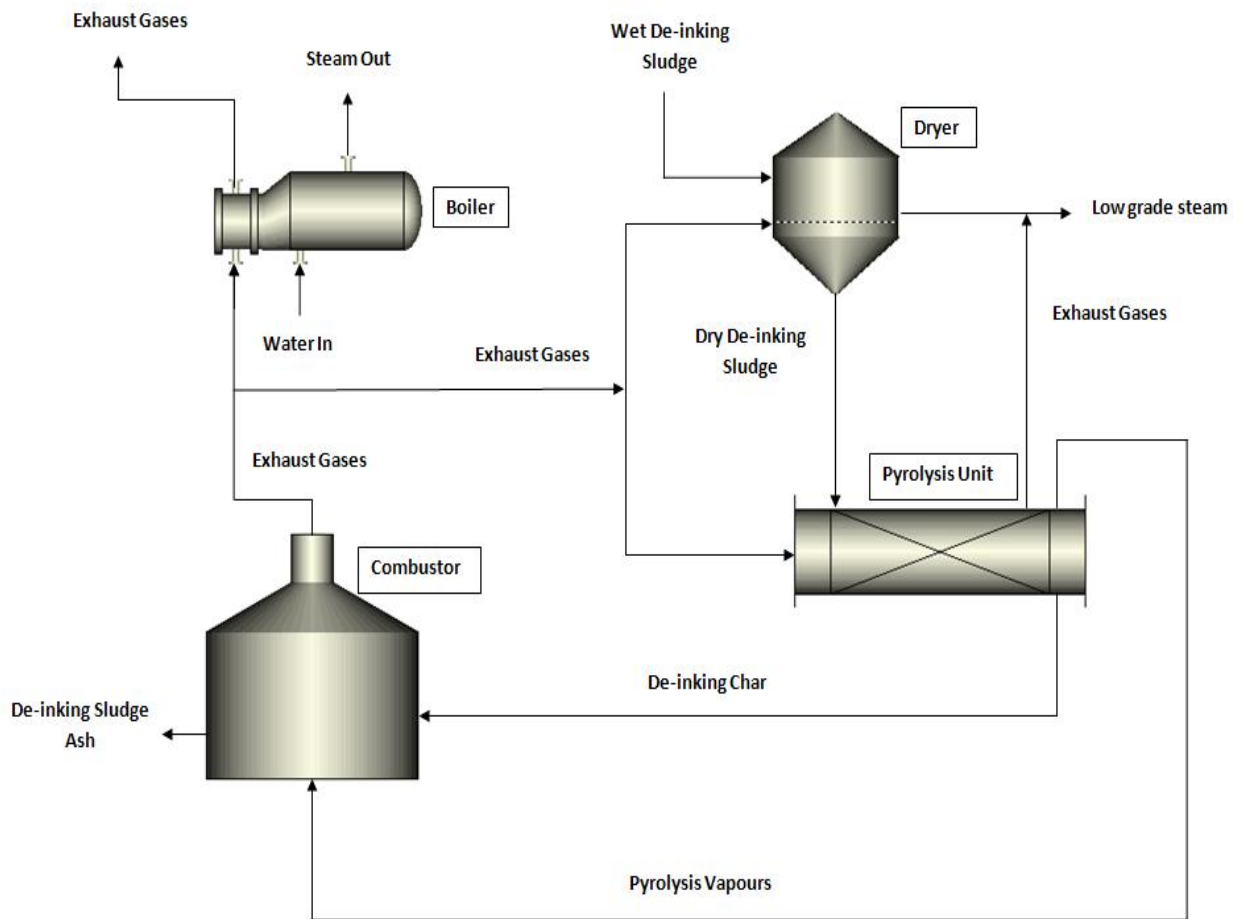 Exhaust Gases
Steam Out
Wet De-inking
Sludge
Dryer
Boiler
Low grade steam
Water In
Exhaust Gases
Dry De-inking
Sludge
Exhaust Gases
Exhaust Gases
Pyrolysis Unit
Combustor
De-inking Char
De-inking Sludge
Ash
Pyrolysis Vapours